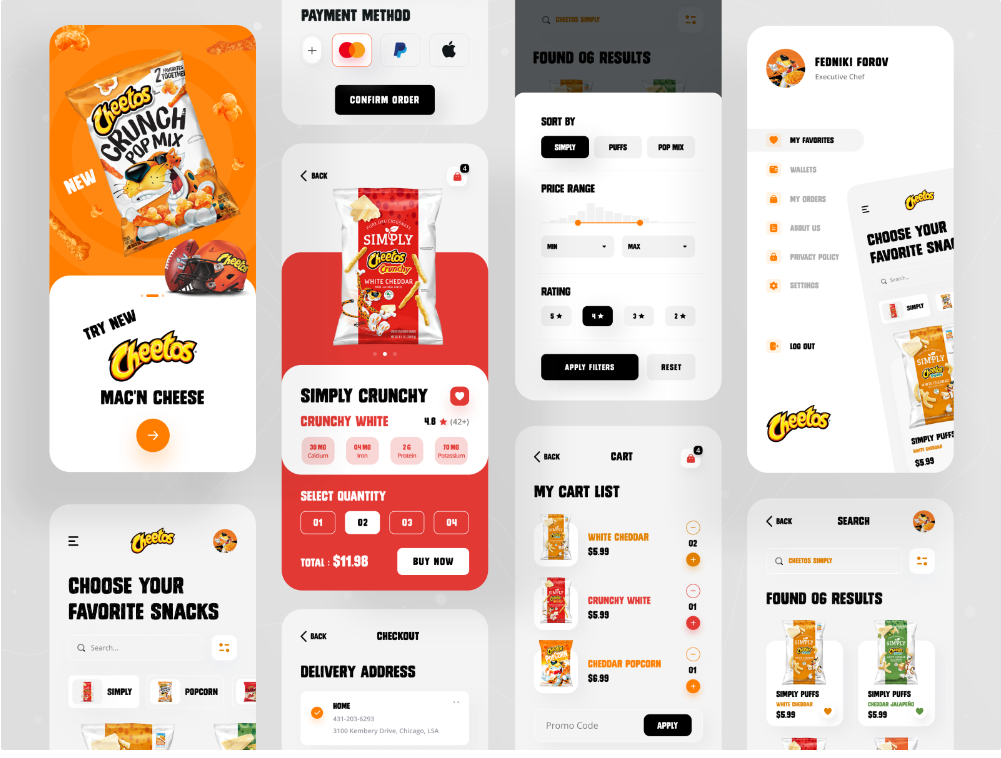 2 FAVORITES
TOGETHER!
Cheetos
CRUNCH
POP MIX
NEW
Cheetos
TRY NEW
Cheetos
MAC'N CHEESE
Cheetos
CHOOSE YOUR
FAVORITE SNACKS
Search...
SIMPLY
POPCORN
PAYMENT METHOD
CONFIRM ORDER
BACK
4
SIMPLY
Cheetos
Crunchy
WHITE CHEDDAR
SIMPLY CRUNCHY
CRUNCHY WHITE
4.8 ★ (42+)
30 MG
Calcium
04 MG
Iron
2 G
Protein
70 MG
Potassium
SELECT QUANTITY
01
02
03
04
TOTAL : $11.98
BUY NOW
BACK
CHECKOUT
DELIVERY ADDRESS
HOME
431-203-6293
3100 Kembery Drive, Chicago, LSA
CHEETOS SIMPLY
FOUND 06 RESULTS
SORT BY
SIMPLY
PUFFS
POP MIX
PRICE RANGE
MIN
MAX
RATING
5 ★
4 ★
3 ★
2 ★
APPLY FILTERS
RESET
BACK
CART
4
MY CART LIST
WHITE CHEDDAR
$5.99
02
CRUNCHY WHITE
$5.99
01
CHEDDAR POPCORN
$6.99
01
Promo Code
APPLY
FEDNIKI FOROV
Executive Chef
MY FAVORITES
WALLETS
MY ORDERS
ABOUT US
PRIVACY POLICY
SETTINGS
LOG OUT
Cheetos
Cheetos
CHOOSE YOUR
FAVORITE SNA
Search...
SIMPLY
SIMPLY
Cheetos
SIMPLY PUFFS
WHITE CHEDDAR
$5.99
BACK
SEARCH
CHEETOS SIMPLY
FOUND 06 RESULTS
SIMPLY PUFFS
WHITE CHEDDAR
$5.99
SIMPLY PUFFS
CHEDDAR JALAPEÑO
$5.99